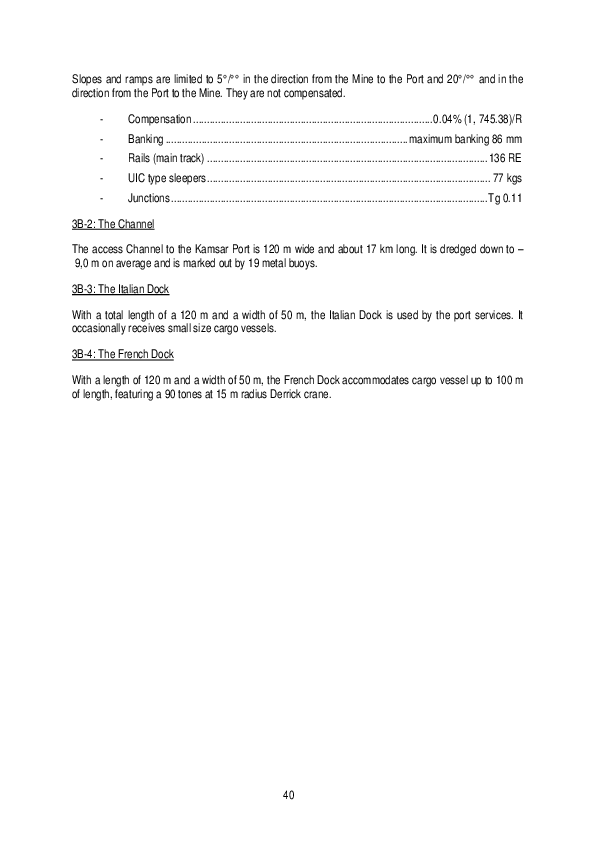 Slopes and ramps are limited to 5°/°° in the direction from the Mine to the Port and 20°/°° and in the
direction from the Port to the Mine. They are not compensated.
- Compensation ................................................................................0.04% (1, 745.38)/R
- Banking .................................................................................maximum banking 86 mm
- Rails (main track) ..............................................................................................136 RE
- UIC type sleepers............................................................................................... 77 kgs
- Junctions..........................................................................................................Tg 0.11
3B-2: The Channel
The access Channel to the Kamsar Port is 120 m wide and about 17 km long. It is dredged down to –
9,0 m on average and is marked out by 19 metal buoys.
3B-3: The Italian Dock
With a total length of a 120 m and a width of 50 m, the Italian Dock is used by the port services. It
occasionally receives small size cargo vessels.
3B-4: The French Dock
With a length of 120 m and a width of 50 m, the French Dock accommodates cargo vessel up to 100 m
of length, featuring a 90 tones at 15 m radius Derrick crane.
40